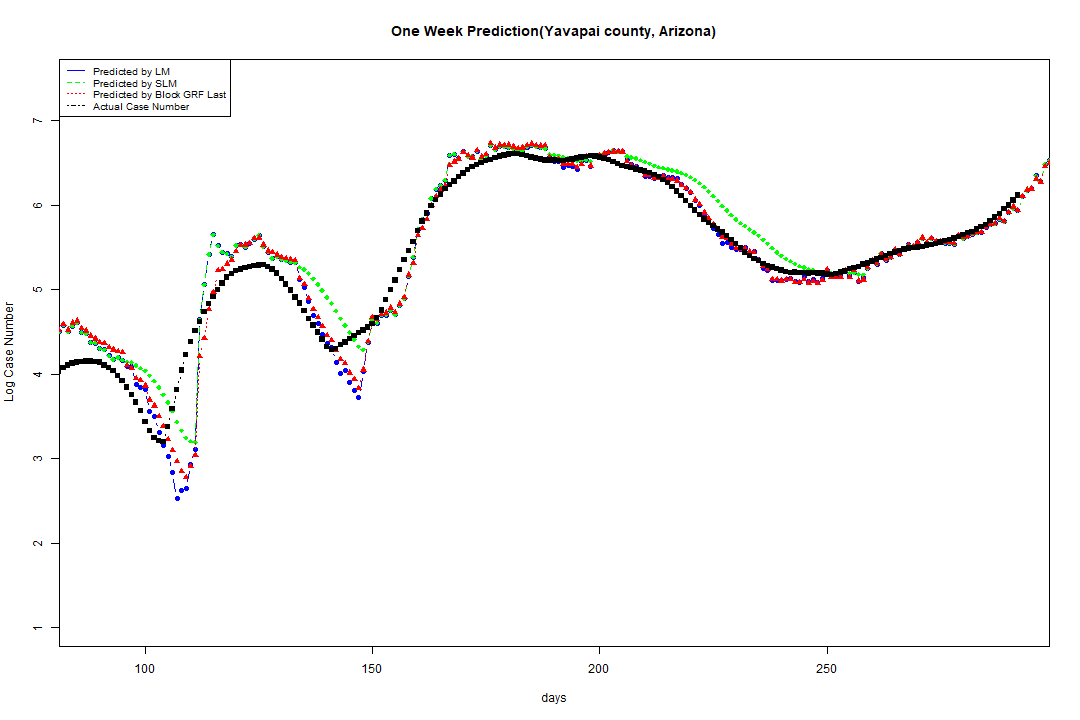 One Week Prediction(Yavapai county, Arizona)
Predicted by LM
Predicted by SLM
Predicted by Block GRF Last
Actual Case Number
Log Case Number
7
6
5
4
3
2
1
100 150 200 250
days